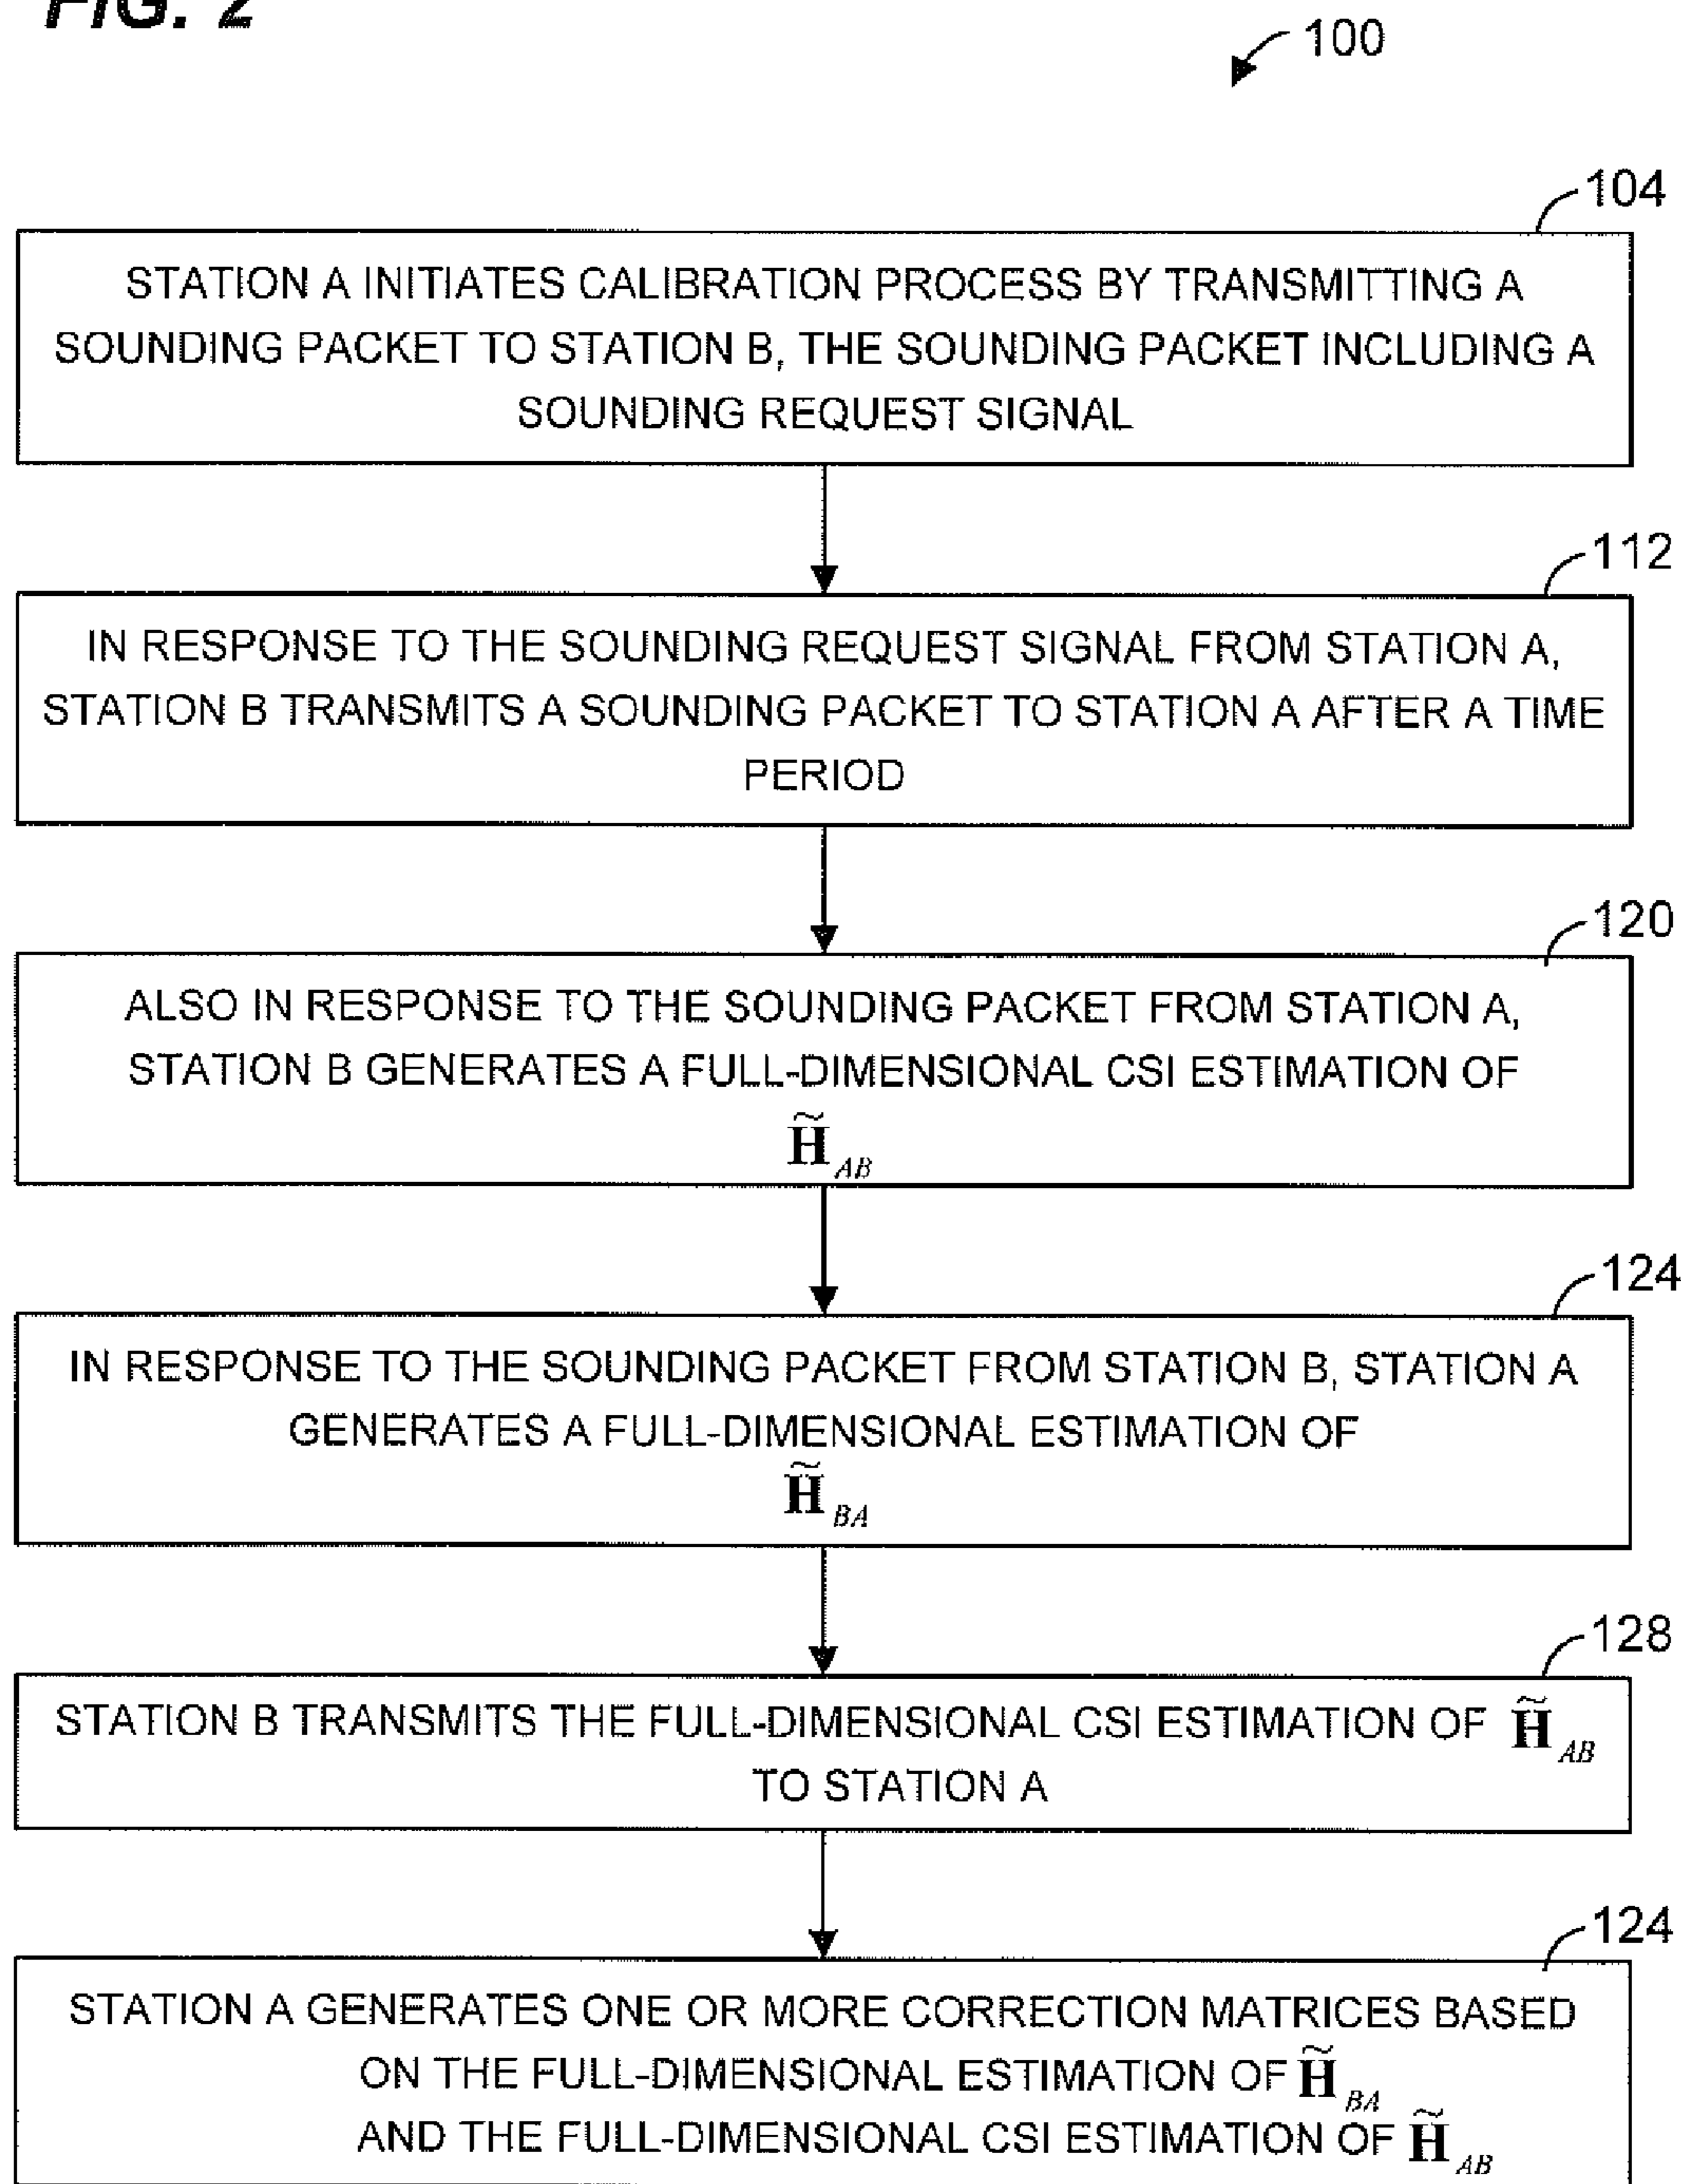 FIG. 2
100
104
STATION A INITIATES CALIBRATION PROCESS BY TRANSMITTING A
SOUNDING PACKET TO STATION B, THE SOUNDING PACKET INCLUDING A
SOUNDING REQUEST SIGNAL
112
IN RESPONSE TO THE SOUNDING REQUEST SIGNAL FROM STATION A,
STATION B TRANSMITS A SOUNDING PACKET TO STATION A AFTER A TIME
PERIOD
120
ALSO IN RESPONSE TO THE SOUNDING PACKET FROM STATION A,
STATION B GENERATES A FULL-DIMENSIONAL CSI ESTIMATION OF
H̃_AB
124
IN RESPONSE TO THE SOUNDING PACKET FROM STATION B, STATION A
GENERATES A FULL-DIMENSIONAL ESTIMATION OF
H̃_BA
128
STATION B TRANSMITS THE FULL-DIMENSIONAL CSI ESTIMATION OF H̃_AB
TO STATION A
124
STATION A GENERATES ONE OR MORE CORRECTION MATRICES BASED
ON THE FULL-DIMENSIONAL ESTIMATION OF H̃_BA
AND THE FULL-DIMENSIONAL CSI ESTIMATION OF H̃_AB